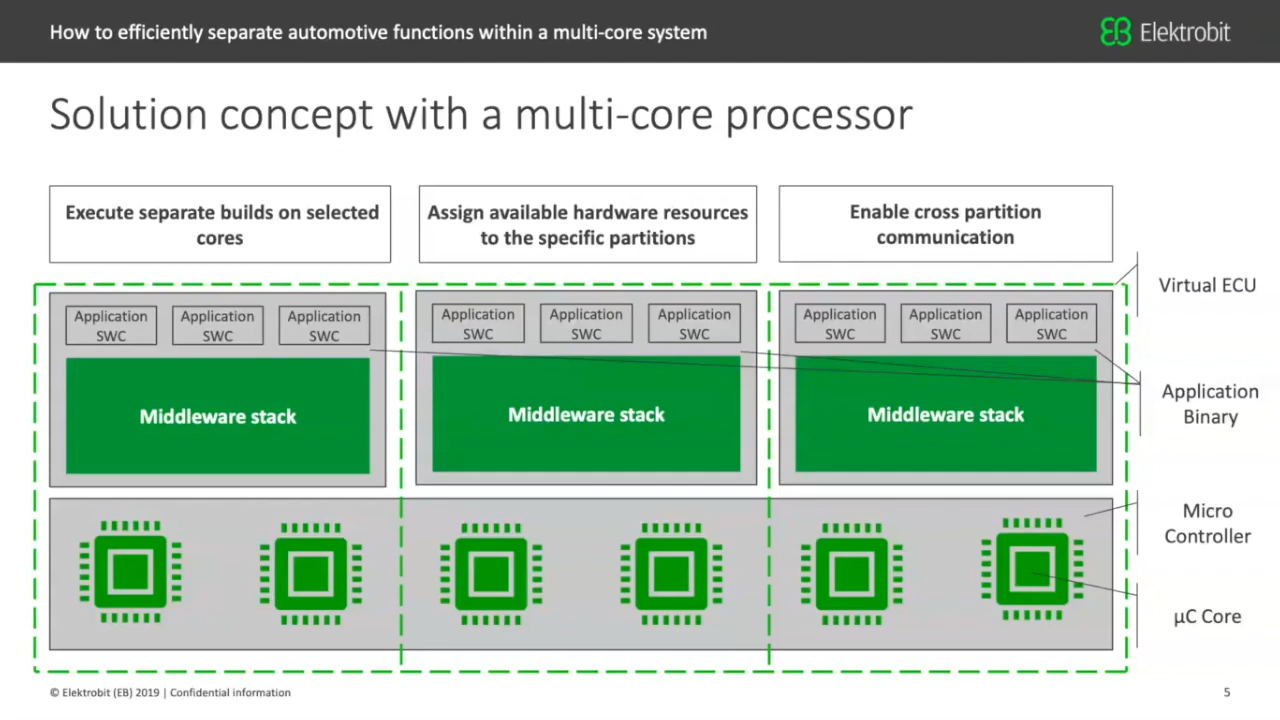 How to efficiently separate automotive functions within a multi-core system
Elektrobit
Solution concept with a multi-core processor
Execute separate builds on selected
cores
Assign available hardware resources
to the specific partitions
Enable cross partition
communication
Virtual ECU
Application
SWC
Application
SWC
Application
SWC
Application
SWC
Application
SWC
Application
SWC
Application
SWC
Application
SWC
Application
SWC
Middleware stack
Middleware stack
Middleware stack
Application
Binary
Micro
Controller
µC Core
© Elektrobit (EB) 2019 | Confidential information
5